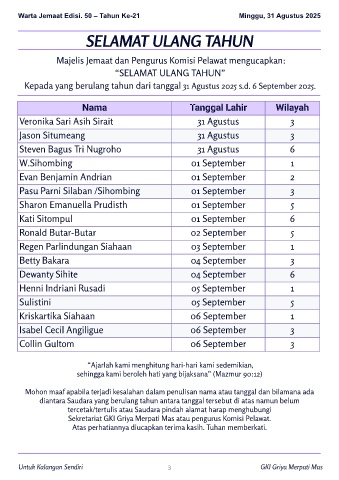 Warta Jemaat Edisi. 50 – Tahun Ke-21 Minggu, 31 Agustus 2025
SELAMAT ULANG TAHUN
Majelis Jemaat dan Pengurus Komisi Pelawat mengucapkan:
“SELAMAT ULANG TAHUN”
Kepada yang berulang tahun dari tanggal 31 Agustus 2025 s.d. 6 September 2025.
Nama Tanggal Lahir Wilayah
Veronika Sari Asih Sirait 31 Agustus 3
Jason Situmeang 31 Agustus 3
Steven Bagus Tri Nugroho 31 Agustus 6
W.Sihombing 01 September 1
Evan Benjamin Andrian 01 September 2
Pasu Parni Silaban /Sihombing 01 September 3
Sharon Emanuella Prudisth 01 September 5
Kati Sitompul 01 September 6
Ronald Butar-Butar 02 September 5
Regen Parlindungan Siahaan 03 September 1
Betty Bakara 04 September 3
Dewanty Sihite 04 September 6
Henni Indriani Rusadi 05 September 1
Sulistini 05 September 5
Kriskartika Siahaan 06 September 1
Isabel Cecil Angiligue 06 September 3
Collin Gultom 06 September 3
“Ajarlah kami menghitung hari-hari kami sedemikian,
sehingga kami beroleh hati yang bijaksana” (Mazmur 90:12)
Mohon maaf apabila terjadi kesalahan dalam penulisan nama atau tanggal dan bilamana ada
diantara Saudara yang berulang tahun antara tanggal tersebut di atas namun belum
tercetak/tertulis atau Saudara pindah alamat harap menghubungi
Sekretariat GKI Griya Merpati Mas atau pengurus Komisi Pelawat.
Atas perhatiannya diucapkan terima kasih. Tuhan memberkati.
Untuk Kalangan Sendiri 3 GKI Griya Merpati Mas